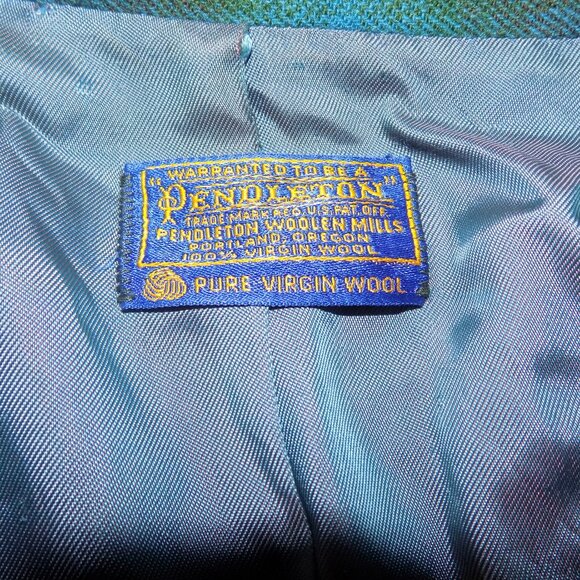 WARRANTED TO BE A
"PENDLETON"
TRADE MARK REG. U.S. PAT. OFF.
PENDLETON WOOLEN MILLS
PORTLAND, OREGON
100% VIRGIN WOOL
PURE VIRGIN WOOL